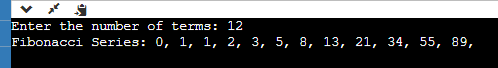 Enter the number of terms: 12
Fibonacci Series: 0, 1, 1, 2, 3, 5, 8, 13, 21, 34, 55, 89,